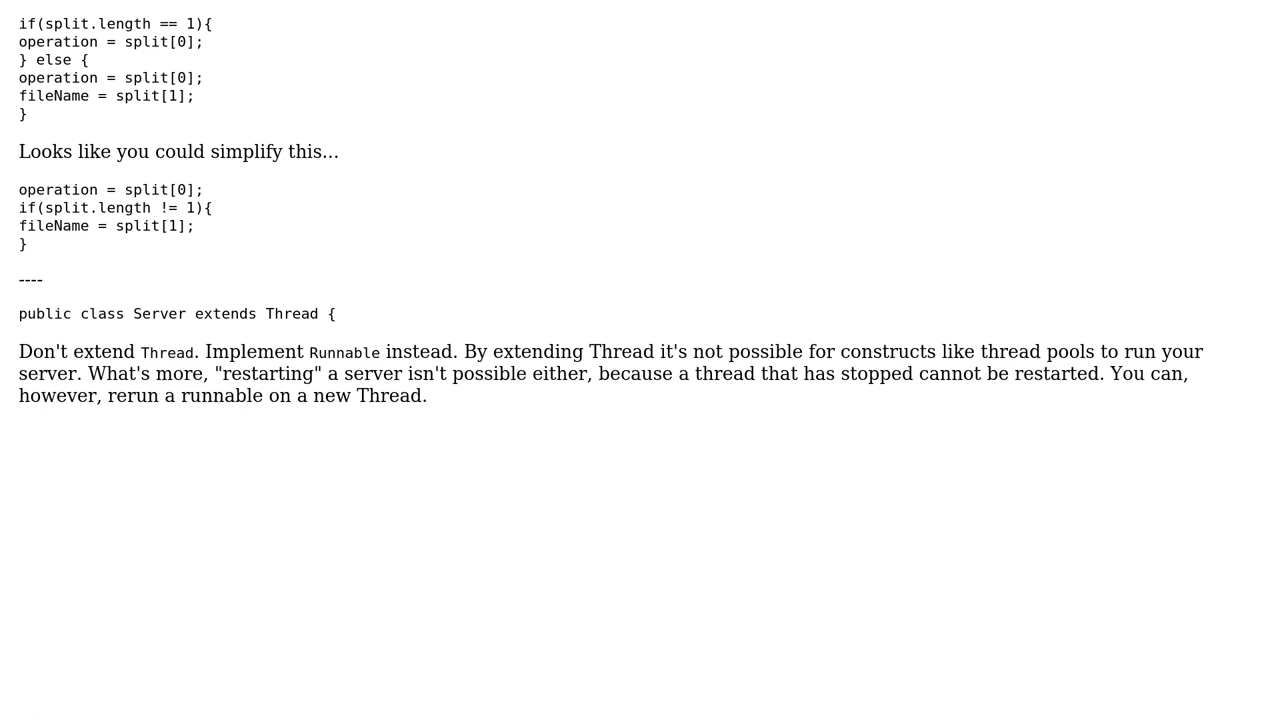 if(split.length == 1){
operation = split[0];
} else {
operation = split[0];
fileName = split[1];
}
Looks like you could simplify this...
operation = split[0];
if(split.length != 1){
fileName = split[1];
}
----
public class Server extends Thread {
Don't extend Thread. Implement Runnable instead. By extending Thread it's not possible for constructs like thread pools to run your
server. What's more, "restarting" a server isn't possible either, because a thread that has stopped cannot be restarted. You can,
however, rerun a runnable on a new Thread.